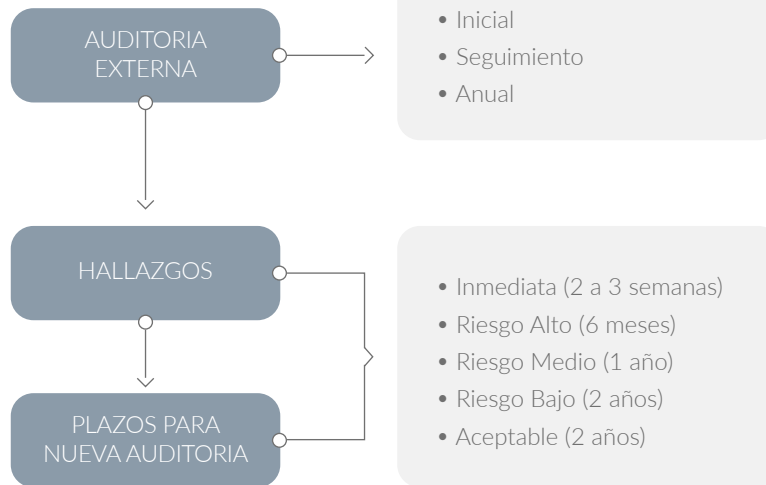 AUDITORIA
EXTERNA
• Inicial
• Seguimiento
• Anual
HALLAZGOS
PLAZOS PARA
NUEVA AUDITORIA
• Inmediata (2 a 3 semanas)
• Riesgo Alto (6 meses)
• Riesgo Medio (1 año)
• Riesgo Bajo (2 años)
• Aceptable (2 años)